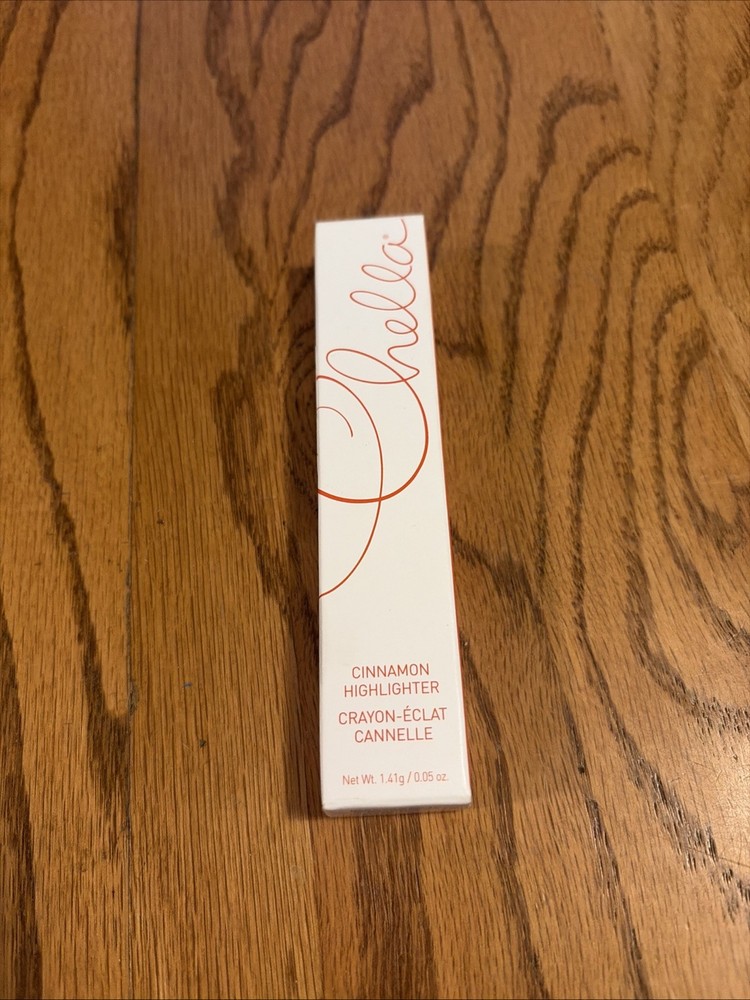 Chella®
CINNAMON
HIGHLIGHTER
CRAYON-ÉCLAT
CANNELLE
Net Wt. 1.41g / 0.05 oz.